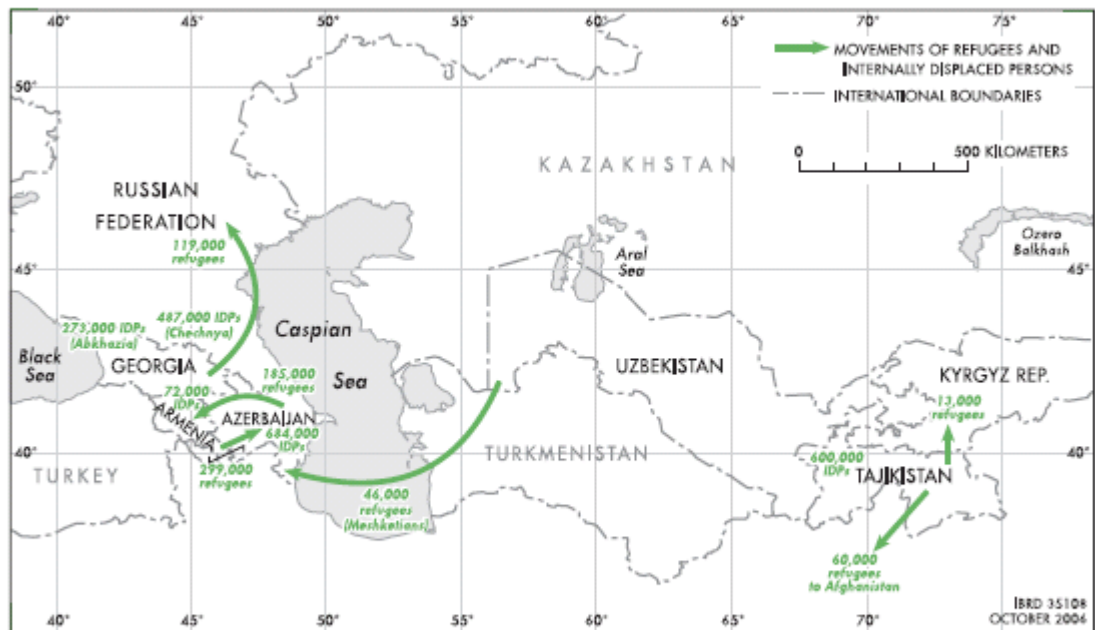 40°
45°
50°
55°
60°
65°
70°
75°
MOVEMENTS OF REFUGEES AND
INTERNALLY DISPLACED PERSONS
INTERNATIONAL BOUNDARIES
0
500 KILOMETERS
50°
50°
KAZAKHSTAN
RUSSIAN
FEDERATION
119,000
refugees
Aral
Sea
Ozero
Balkhash
45°
45°
487,000 IDPs
(Chechnya)
273,000 IDPs
(Abkhazia)
Black
Sea
Caspian
Sea
GEORGIA
185,000
refugees
72,000
IDPs
ARMENIA
AZERBAIJAN
684,000
IDPs
299,000
refugees
UZBEKISTAN
KYRGYZ REP.
13,000
refugees
40°
40°
TURKEY
TURKMENISTAN
600,000
IDPs
TAJIKISTAN
46,000
refugees
(Meshketians)
60,000
refugees
to Afghanistan
IBRD 35108
OCTOBER 2006
40°
45°
50°
55°
60°
65°
70°
75°